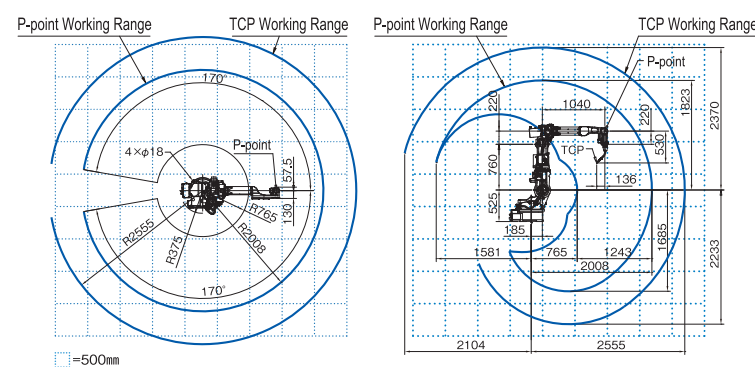 P-point Working Range
TCP Working Range
170°
4×φ18
P-point
57.5
130
R765
R2008
R2555
R375
170°
=500mm
P-point Working Range
TCP Working Range
P-point
220
1040
220
1823
2370
TCP
530
760
136
525
185
1581
765
1243
1685
2008
2233
2104
2555